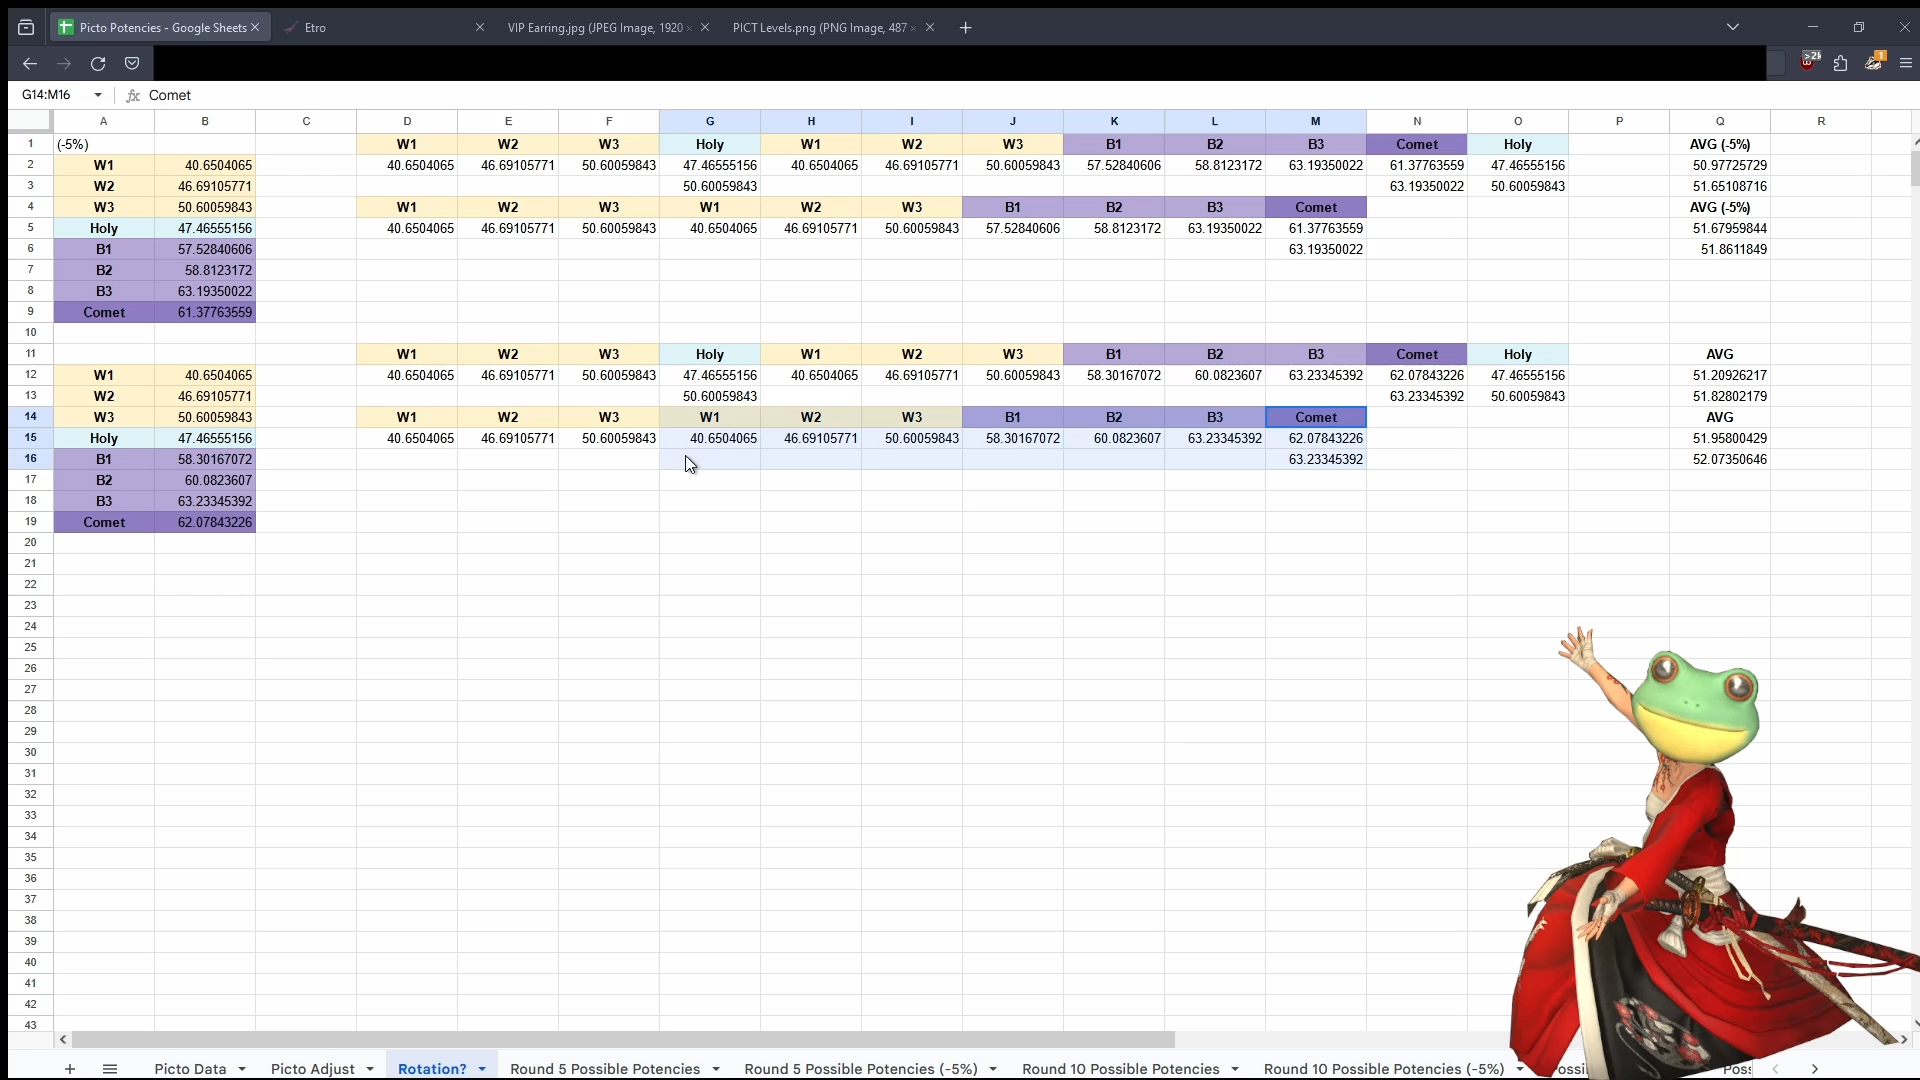 Picto Potencies - Google Sheets
Etro
VIP Earring.jpg (JPEG Image, 1920
PICT Levels.png (PNG Image, 487
>2k
1
G14:M16
fx Comet
A B C D E F G H I J K L M N O P Q R
1 (-5%) W1 W2 W3 Holy W1 W2 W3 B1 B2 B3 Comet Holy AVG (-5%)
2 W1 40.6504065 40.6504065 46.69105771 50.60059843 47.46555156 40.6504065 46.69105771 50.60059843 57.52840606 58.8123172 63.19350022 61.37763559 47.46555156 50.97725729
3 W2 46.69105771 50.60059843 63.19350022 50.60059843 51.65108716
4 W3 50.60059843 W1 W2 W3 W1 W2 W3 B1 B2 B3 Comet AVG (-5%)
5 Holy 47.46555156 40.6504065 46.69105771 50.60059843 40.6504065 46.69105771 50.60059843 57.52840606 58.8123172 63.19350022 61.37763559 51.67959844
6 B1 57.52840606 63.19350022 51.8611849
7 B2 58.8123172
8 B3 63.19350022
9 Comet 61.37763559
10
11 W1 W2 W3 Holy W1 W2 W3 B1 B2 B3 Comet Holy AVG
12 W1 40.6504065 40.6504065 46.69105771 50.60059843 47.46555156 40.6504065 46.69105771 50.60059843 58.30167072 60.0823607 63.23345392 62.07843226 47.46555156 51.20926217
13 W2 46.69105771 50.60059843 63.23345392 50.60059843 51.82802179
14 W3 50.60059843 W1 W2 W3 W1 W2 W3 B1 B2 B3 Comet AVG
15 Holy 47.46555156 40.6504065 46.69105771 50.60059843 40.6504065 46.69105771 50.60059843 58.30167072 60.0823607 63.23345392 62.07843226 51.95800429
16 B1 58.30167072 63.23345392 52.07350646
17 B2 60.0823607
18 B3 63.23345392
19 Comet 62.07843226
20
21
22
23
24
25
26
27
28
29
30
31
32
33
34
35
36
37
38
39
40
41
42
43
Picto Data Picto Adjust Rotation? Round 5 Possible Potencies Round 5 Possible Potencies (-5%) Round 10 Possible Potencies Round 10 Possible Potencies (-5%)